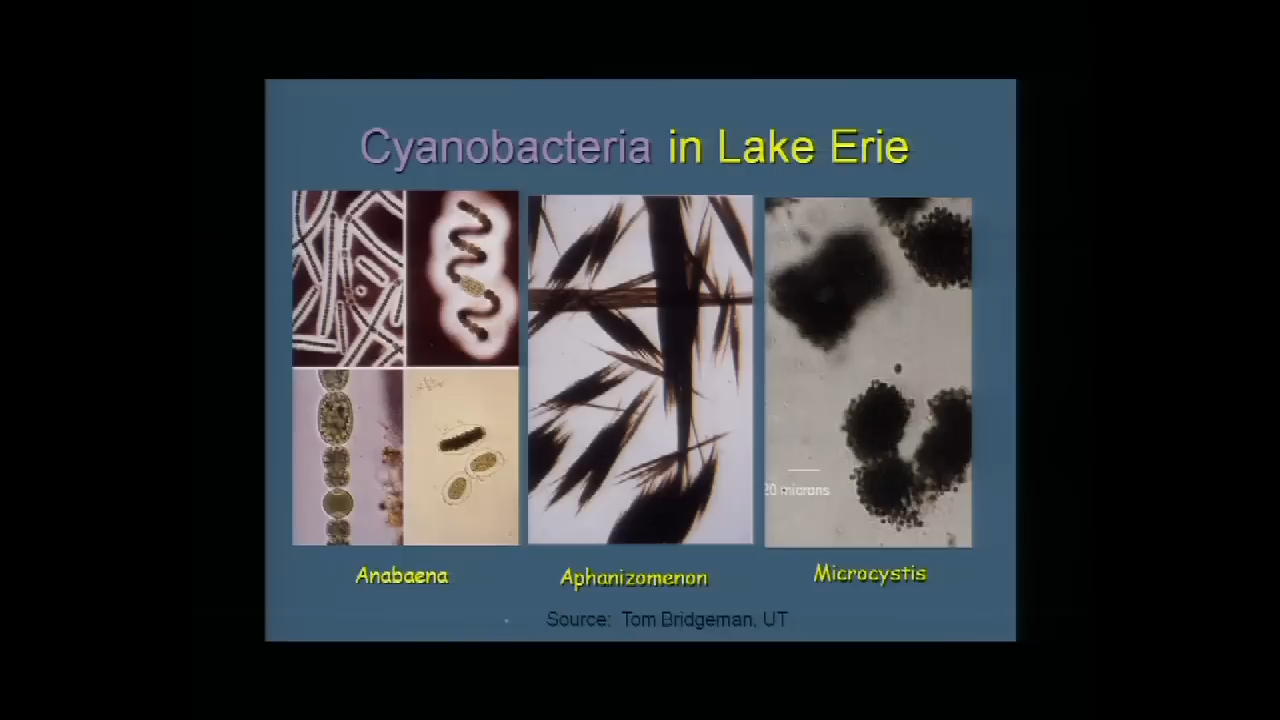 Cyanobacteria in Lake Erie
20 microns
Anabaena
Aphanizomenon
Microcystis
Source: Tom Bridgeman, UT